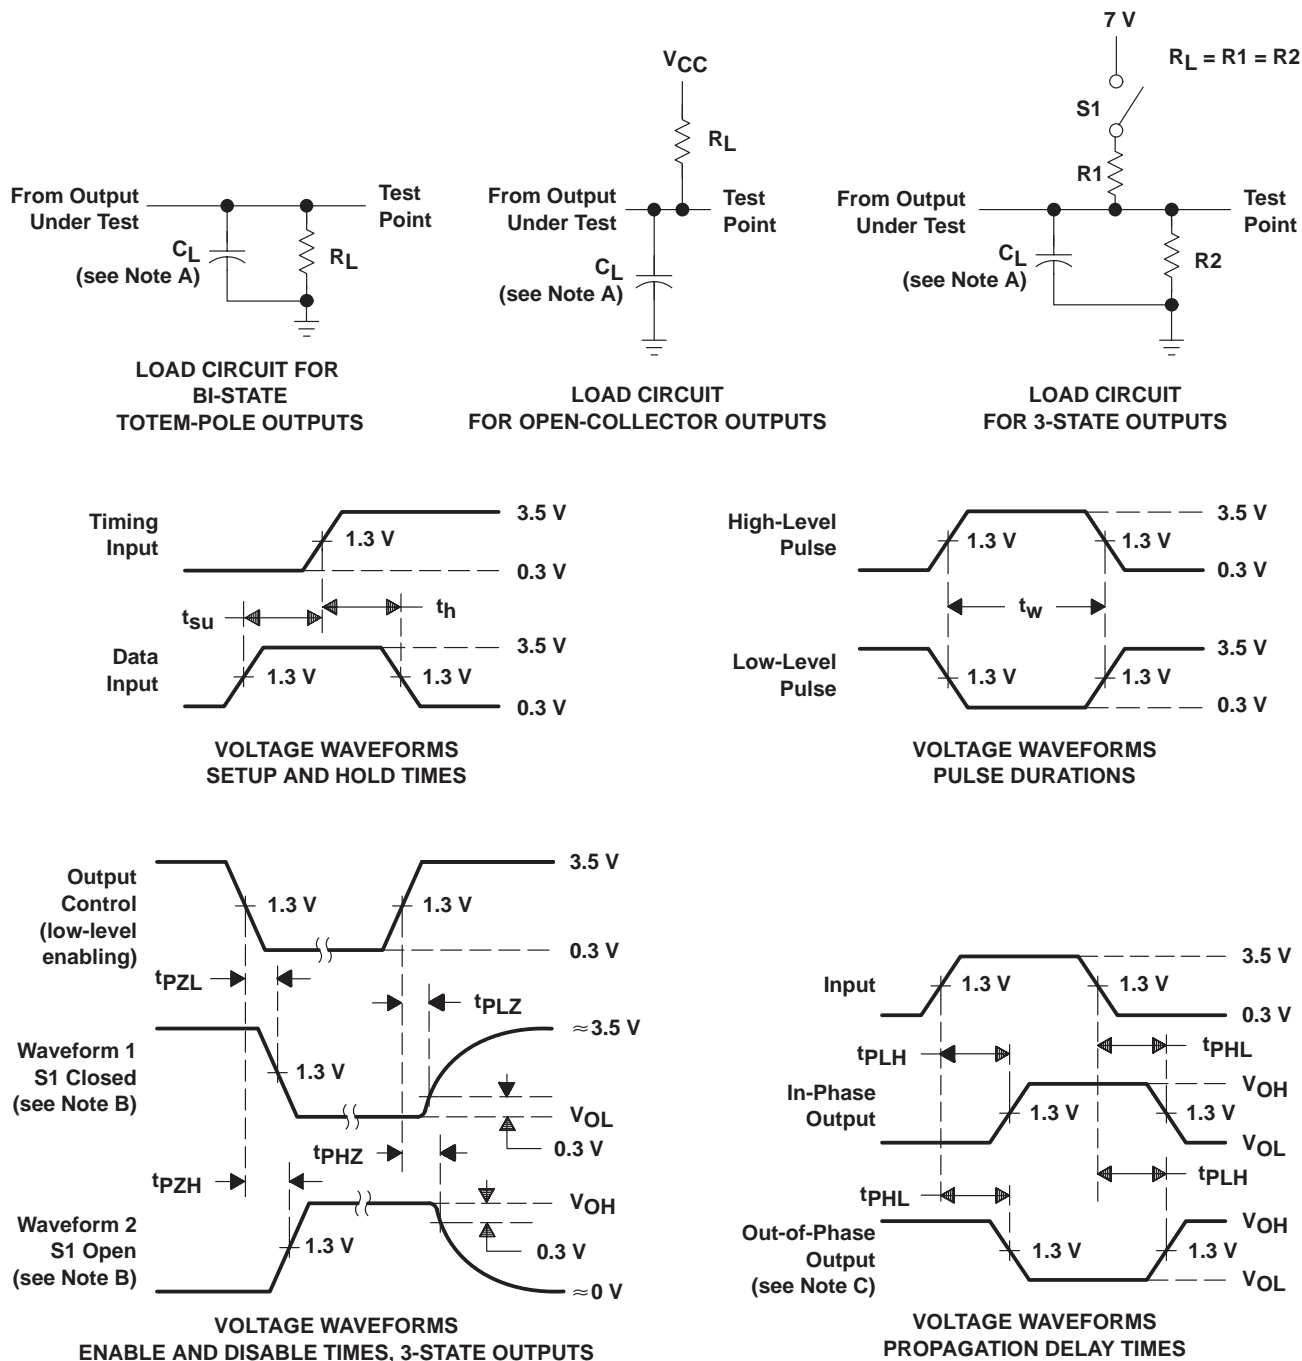 From Output
Under Test
CL
(see Note A)
RL
Test
Point
LOAD CIRCUIT FOR
BI-STATE
TOTEM-POLE OUTPUTS
VCC
RL
From Output
Under Test
Test
Point
CL
(see Note A)
LOAD CIRCUIT
FOR OPEN-COLLECTOR OUTPUTS
7 V
RL = R1 = R2
S1
R1
From Output
Under Test
Test
Point
CL
(see Note A)
R2
LOAD CIRCUIT
FOR 3-STATE OUTPUTS
Timing
Input
3.5 V
1.3 V
0.3 V
tsu
th
Data
Input
3.5 V
1.3 V
1.3 V
0.3 V
VOLTAGE WAVEFORMS
SETUP AND HOLD TIMES
High-Level
Pulse
3.5 V
1.3 V
1.3 V
0.3 V
tw
Low-Level
Pulse
3.5 V
1.3 V
1.3 V
0.3 V
VOLTAGE WAVEFORMS
PULSE DURATIONS
Output
Control
(low-level
enabling)
3.5 V
1.3 V
1.3 V
0.3 V
tPZL
tPLZ
Waveform 1
S1 Closed
(see Note B)
≈3.5 V
1.3 V
VOL
0.3 V
tPHZ
tPZH
Waveform 2
S1 Open
(see Note B)
VOH
1.3 V
0.3 V
≈0 V
VOLTAGE WAVEFORMS
ENABLE AND DISABLE TIMES, 3-STATE OUTPUTS
Input
3.5 V
1.3 V
1.3 V
0.3 V
tPLH
tPHL
In-Phase
Output
VOH
1.3 V
1.3 V
VOL
tPHL
tPLH
Out-of-Phase
Output
(see Note C)
VOH
1.3 V
1.3 V
VOL
VOLTAGE WAVEFORMS
PROPAGATION DELAY TIMES